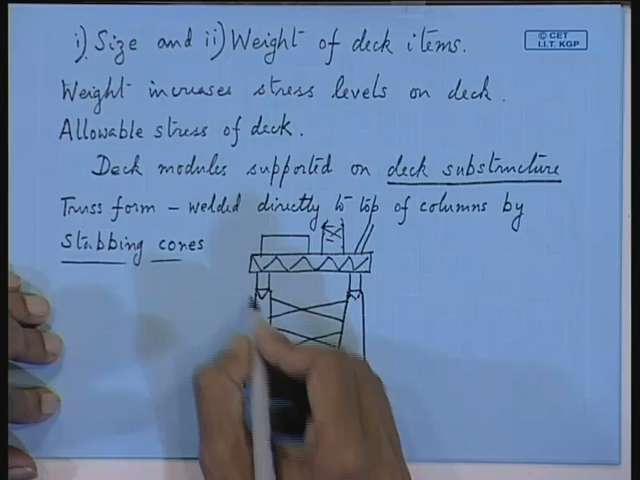 i) Size and ii) Weight of deck items.
© CET
I.I.T. KGP
Weight increases stress levels on deck.
Allowable stress of deck.
Deck modules supported on deck substructure
Truss form - welded directly to top of columns by
Stabbing cones